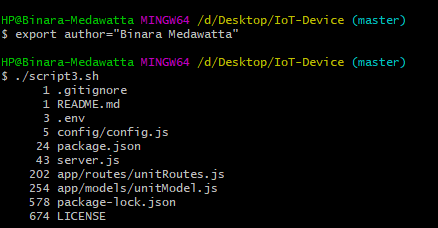 HP@Binara-Medawatta MINGW64 /d/Desktop/IoT-Device (master)
$ export author="Binara Medawatta"
HP@Binara-Medawatta MINGW64 /d/Desktop/IoT-Device (master)
$ ./script3.sh
1 .gitignore
1 README.md
3 .env
5 config/config.js
24 package.json
43 server.js
202 app/routes/unitRoutes.js
254 app/models/unitModel.js
578 package-lock.json
674 LICENSE